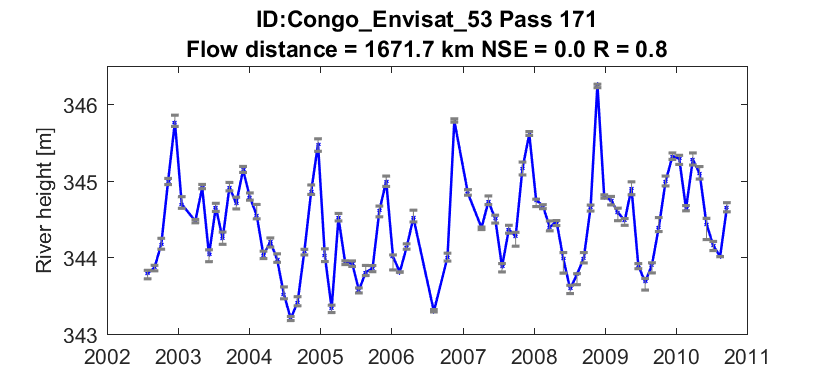 ID:Congo_Envisat_53 Pass 171
Flow distance = 1671.7 km NSE = 0.0 R = 0.8
River height [m]
346
345
344
343
2002 2003 2004 2005 2006 2007 2008 2009 2010 2011